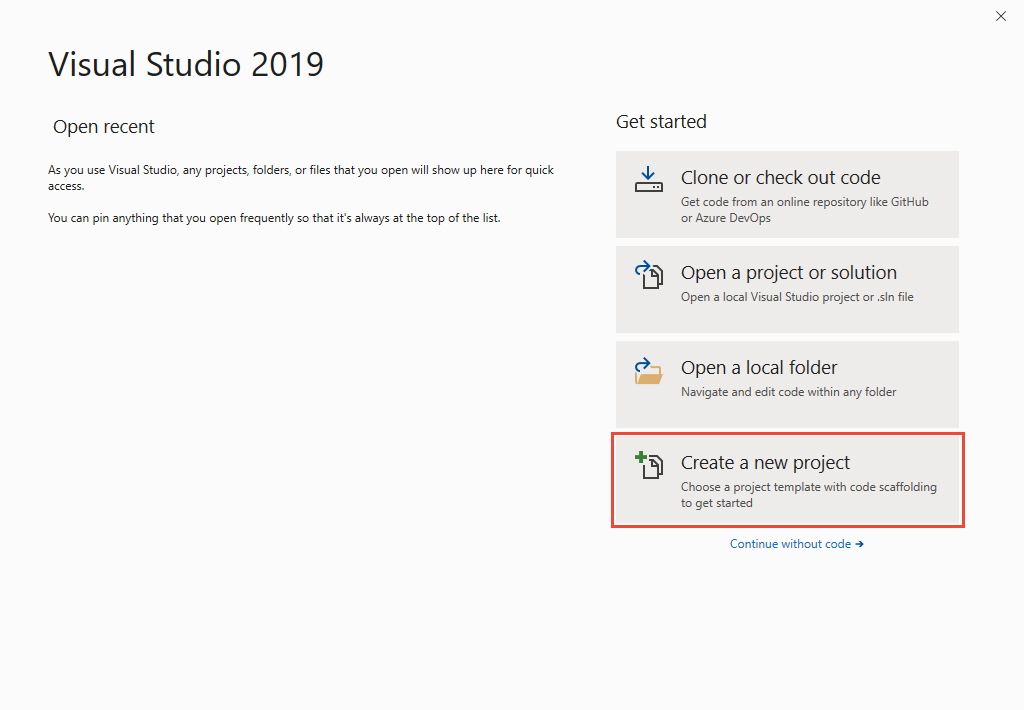 Visual Studio 2019
Open recent
As you use Visual Studio, any projects, folders, or files that you open will show up here for quick
access.
You can pin anything that you open frequently so that it's always at the top of the list.
Get started
Clone or check out code
Get code from an online repository like GitHub
or Azure DevOps
Open a project or solution
Open a local Visual Studio project or .sln file
Open a local folder
Navigate and edit code within any folder
Create a new project
Choose a project template with code scaffolding
to get started
Continue without code →